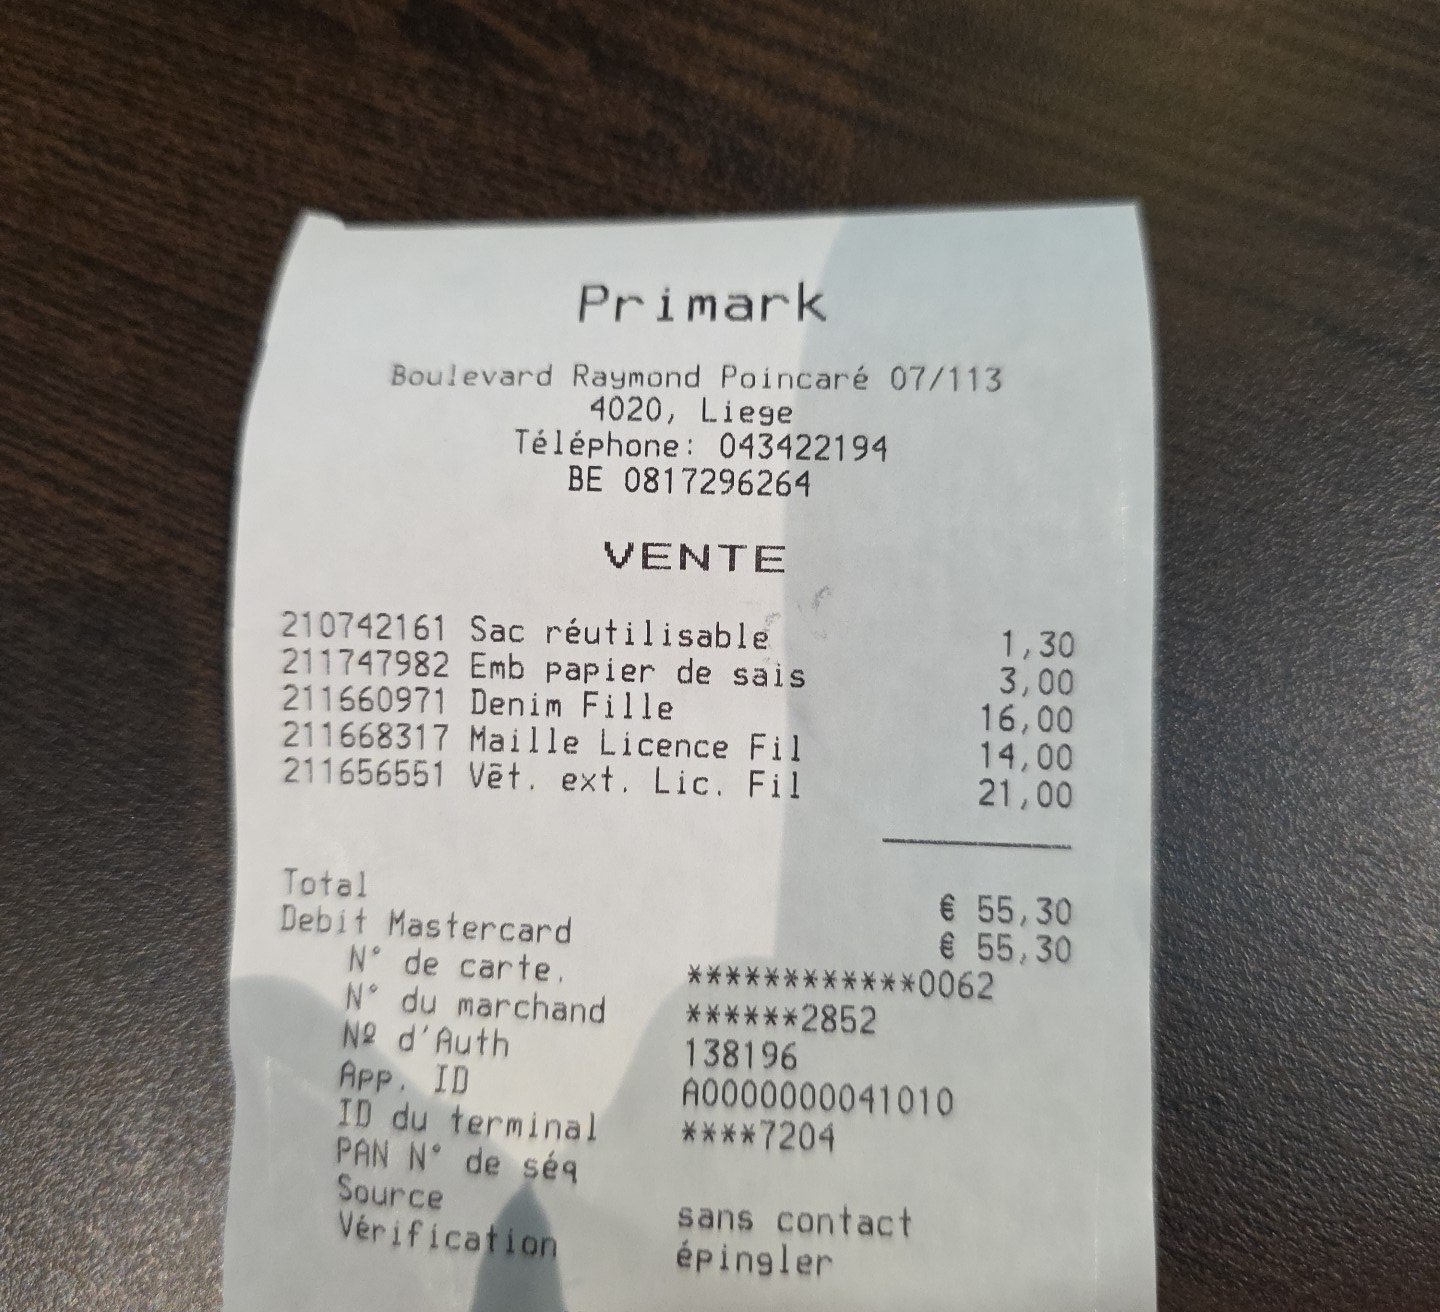 Primark
Boulevard Raymond Poincaré 07/113
4020, Liege
Téléphone: 043422194
BE 0817296264
VENTE
210742161 Sac réutilisable 1,30
211747982 Emb papier de sais 3,00
211660971 Denim Fille 16,00
211668317 Maille Licence Fil 14,00
211656551 Vêt. ext. Lic. Fil 21,00
Total € 55,30
Debit Mastercard € 55,30
N° de carte. ************0062
N° du marchand ******2852
Nº d'Auth 138196
App. ID A0000000041010
ID du terminal ****7204
PAN N° de séq
Source sans contact
Vérification épingler